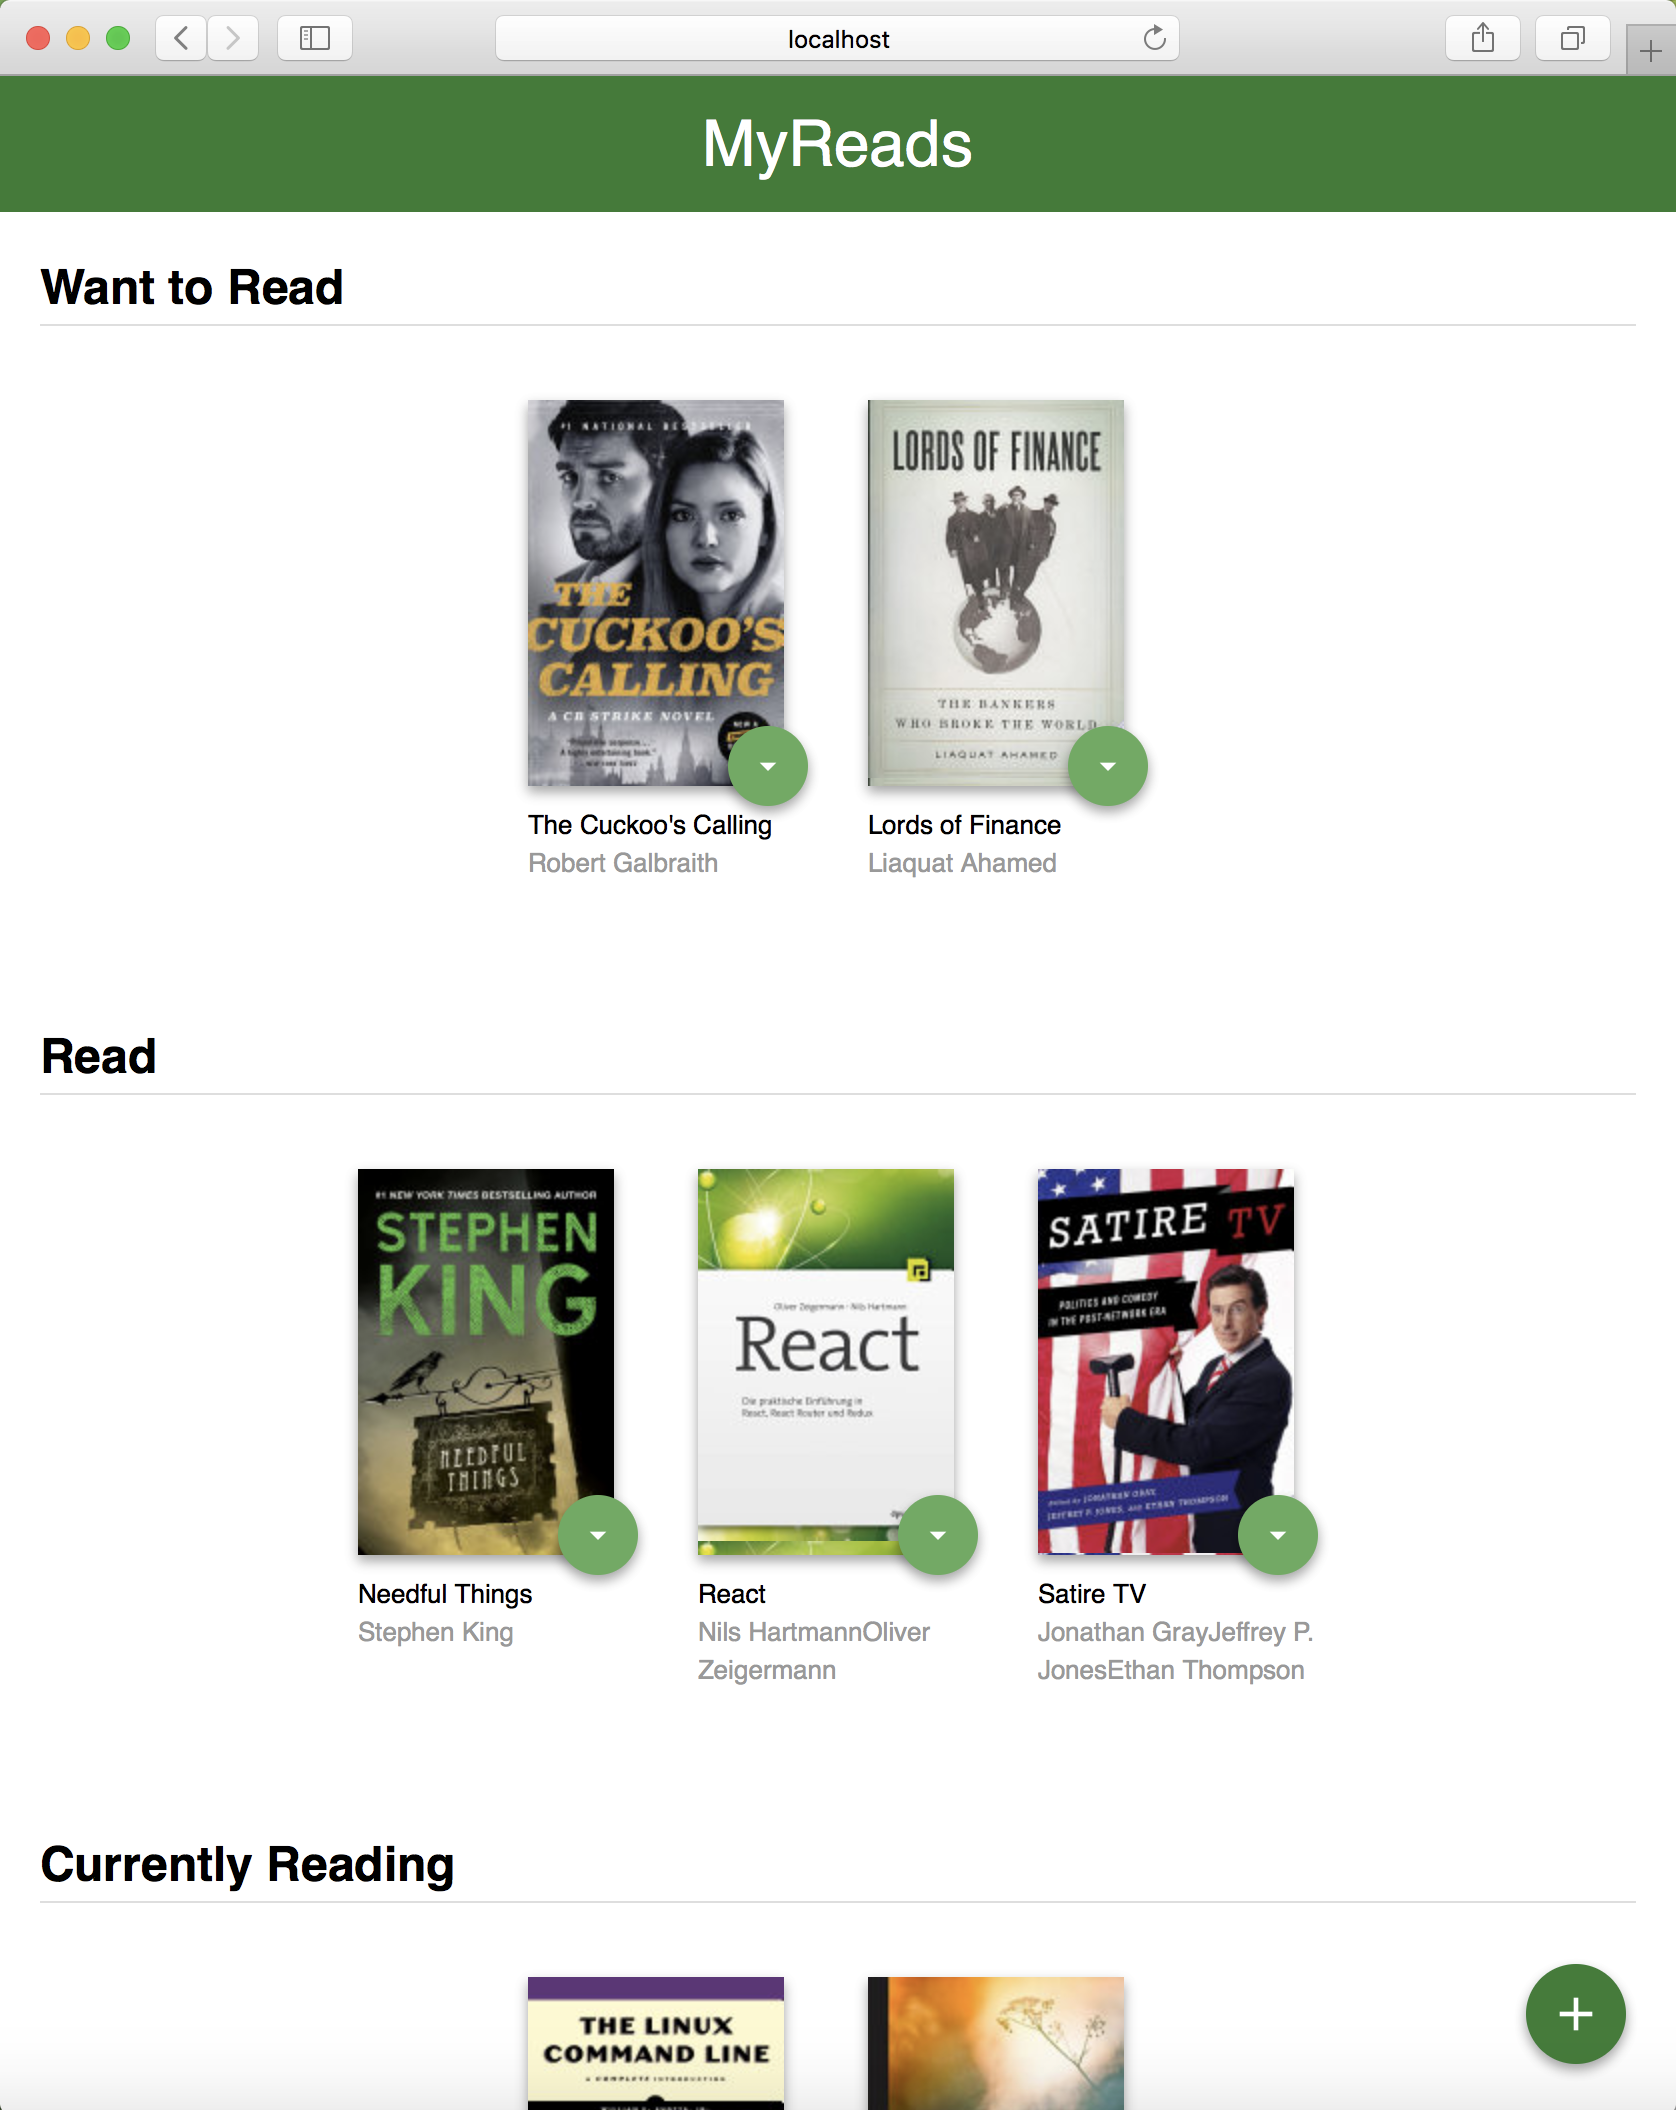 localhost
MyReads
Want to Read
#1 NATIONAL BESTSELLER
THE
CUCKOO'S
CALLING
A CB STRIKE NOVEL
LORDS OF FINANCE
THE BANKERS
WHO BROKE THE WORLD
LIAQUAT AHAMED
The Cuckoo's Calling
Robert Galbraith
Lords of Finance
Liaquat Ahamed
Read
#1 NEW YORK TIMES BESTSELLING AUTHOR
STEPHEN
KING
NEEDFUL
THINGS
Oliver Zeigermann · Nils Hartmann
React
Die praktische Einführung in
React, React Router und Redux
SATIRE TV
POLITICS AND COMEDY
IN THE POST-NETWORK ERA
edited by JONATHAN GRAY,
JEFFREY P. JONES, and ETHAN THOMPSON
Needful Things
Stephen King
React
Nils HartmannOliver
Zeigermann
Satire TV
Jonathan GrayJeffrey P.
JonesEthan Thompson
Currently Reading
THE LINUX
COMMAND LINE
A COMPLETE INTRODUCTION